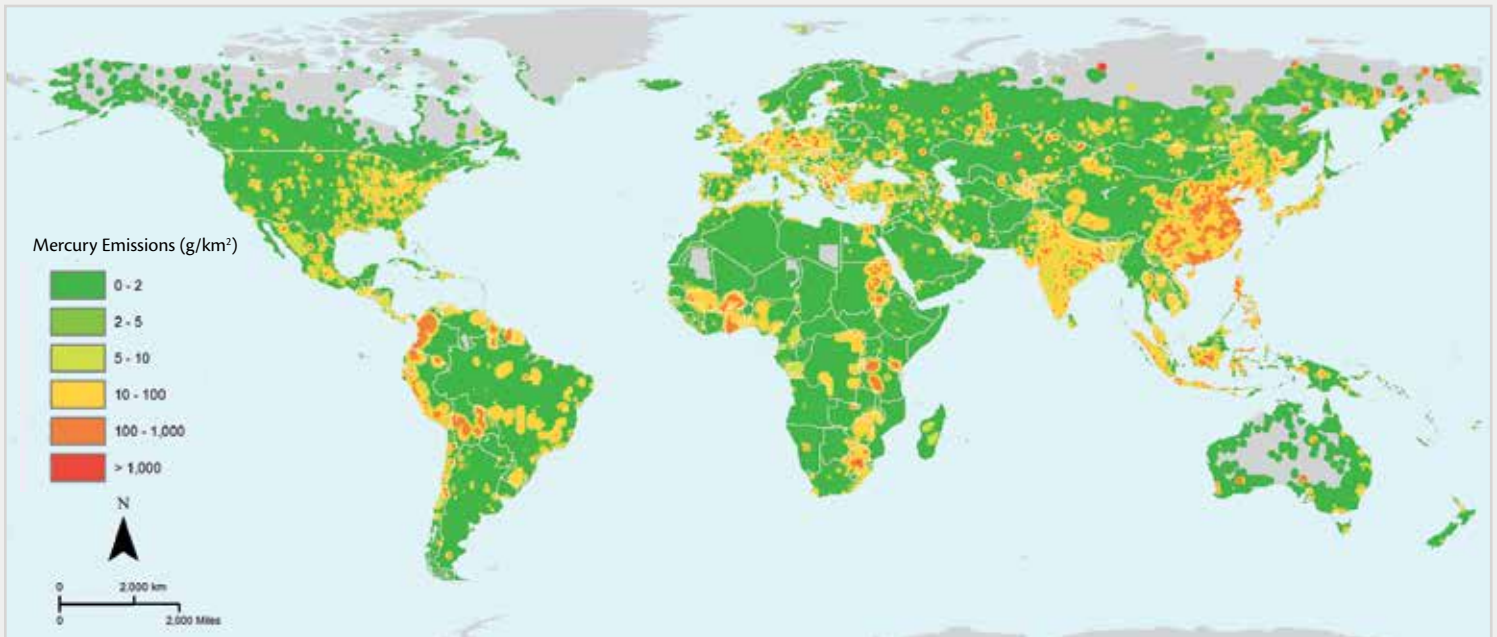 Mercury Emissions (g/km²)
0 - 2
2 - 5
5 - 10
10 - 100
100 - 1,000
> 1,000
N
0 2,000 km
0 2,000 Miles